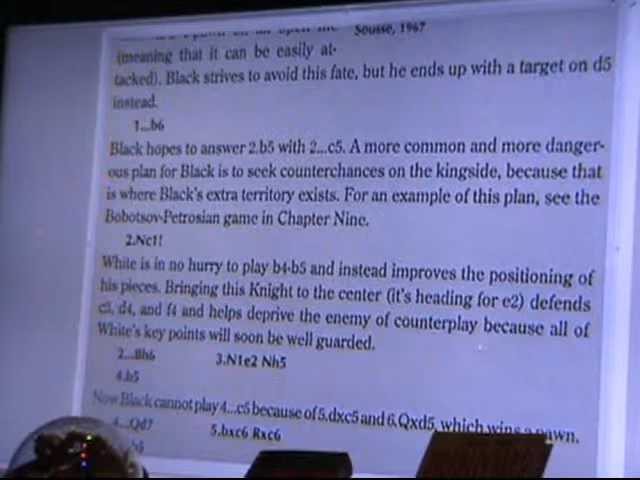 Sousse, 1967
(meaning that it can be easily at-
tacked). Black strives to avoid this fate, but he ends up with a target on d5
instead.
1...b6
Black hopes to answer 2.b5 with 2...c5. A more common and more danger-
ous plan for Black is to seek counterchances on the kingside, because that
is where Black's extra territory exists. For an example of this plan, see the
Bobotsov-Petrosian game in Chapter Nine.
2.Nc1!
White is in no hurry to play b4-b5 and instead improves the positioning of
his pieces. Bringing this Knight to the center (it's heading for e2) defends
c3, d4, and f4 and helps deprive the enemy of counterplay because all of
White's key points will soon be well guarded.
2...Bh6 3.N1e2 Nh5
4.b5
Now Black cannot play 4...c5 because of 5.dxc5 and 6.Qxd5, which wins a pawn.
4...Qd7 5.bxc6 Rxc6